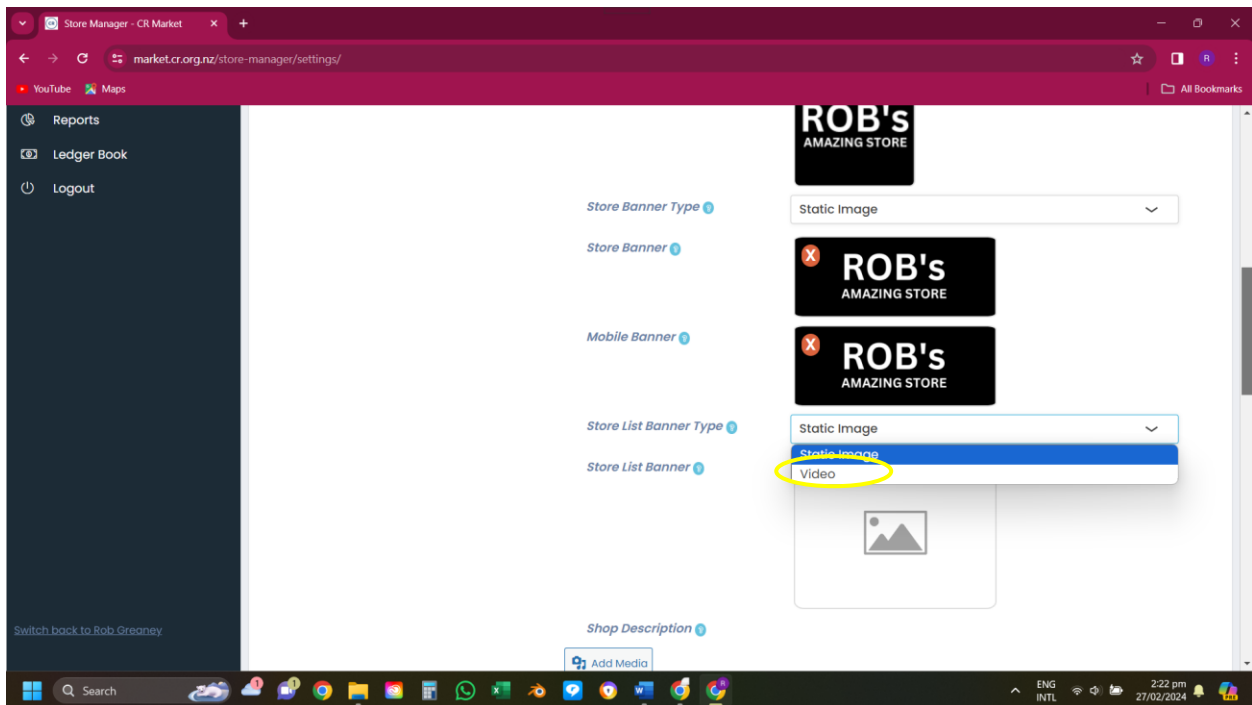 Store Manager - CR Market
market.cr.org.nz/store-manager/settings/
R
YouTube
Maps
All Bookmarks
Reports
Ledger Book
Logout
ROB's
AMAZING STORE
Store Banner Type
Static Image
Store Banner
X
ROB's
AMAZING STORE
Mobile Banner
X
ROB's
AMAZING STORE
Store List Banner Type
Static Image
Static Image
Video
Store List Banner
Switch back to Rob Greaney
Shop Description
Add Media
Search
ENG
INTL
2:22 pm
27/02/2024